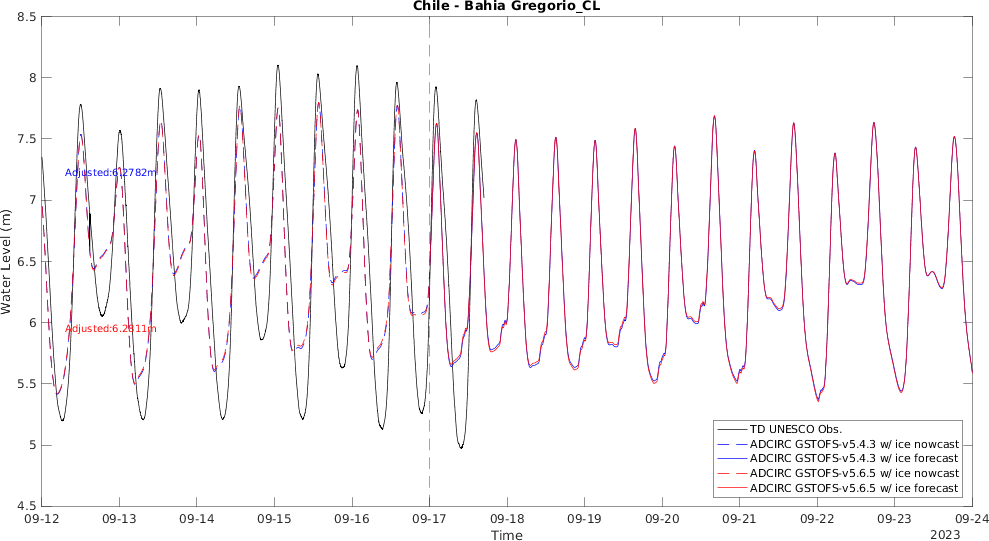 Chile - Bahia Gregorio_CL
8.5
8
7.5
7
6.5
6
5.5
5
4.5
Water Level (m)
Adjusted:6.2782m
Adjusted:6.2811m
TD UNESCO Obs.
ADCIRC GSTOFS-v5.4.3 w/ ice nowcast
ADCIRC GSTOFS-v5.4.3 w/ ice forecast
ADCIRC GSTOFS-v5.6.5 w/ ice nowcast
ADCIRC GSTOFS-v5.6.5 w/ ice forecast
09-12 09-13 09-14 09-15 09-16 09-17 09-18 09-19 09-20 09-21 09-22 09-23 09-24
Time
2023